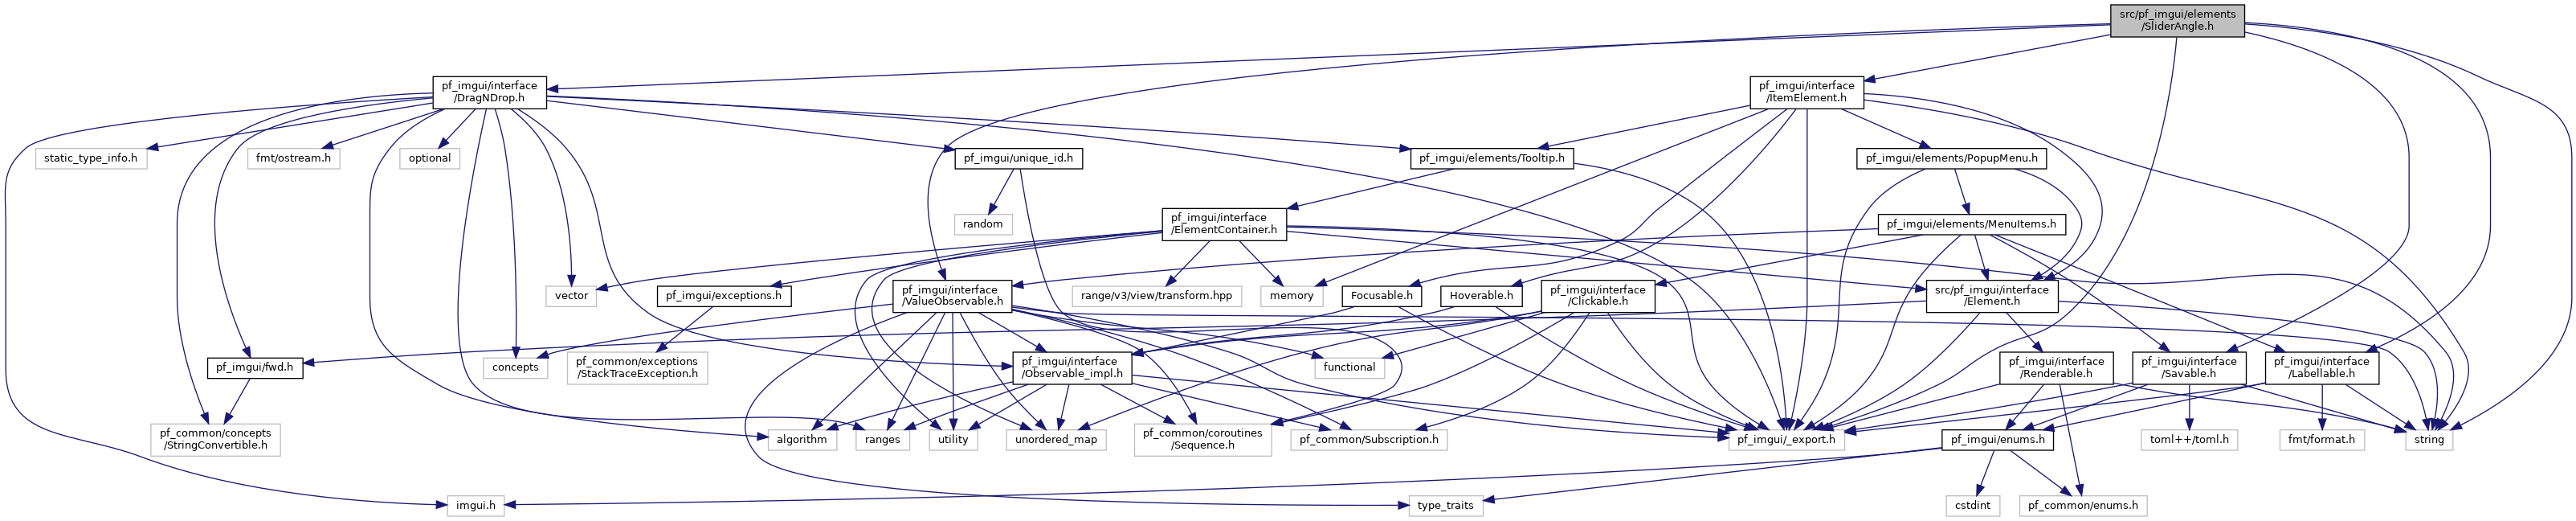 src/pf_imgui/elements
/SliderAngle.h
pf_imgui/interface
/DragNDrop.h
pf_imgui/interface
/ItemElement.h
static_type_info.h
fmt/ostream.h
optional
pf_imgui/unique_id.h
pf_imgui/elements/Tooltip.h
pf_imgui/elements/PopupMenu.h
random
pf_imgui/interface
/ElementContainer.h
pf_imgui/elements/MenuItems.h
vector
pf_imgui/exceptions.h
pf_imgui/interface
/ValueObservable.h
range/v3/view/transform.hpp
memory
Focusable.h
Hoverable.h
pf_imgui/interface
/Clickable.h
src/pf_imgui/interface
/Element.h
pf_imgui/fwd.h
concepts
pf_common/exceptions
/StackTraceException.h
pf_imgui/interface
/Observable_impl.h
functional
pf_imgui/interface
/Renderable.h
pf_imgui/interface
/Savable.h
pf_imgui/interface
/Labellable.h
pf_common/concepts
/StringConvertible.h
algorithm
ranges
utility
unordered_map
pf_common/coroutines
/Sequence.h
pf_common/Subscription.h
pf_imgui/_export.h
pf_imgui/enums.h
toml++/toml.h
fmt/format.h
string
imgui.h
type_traits
cstdint
pf_common/enums.h